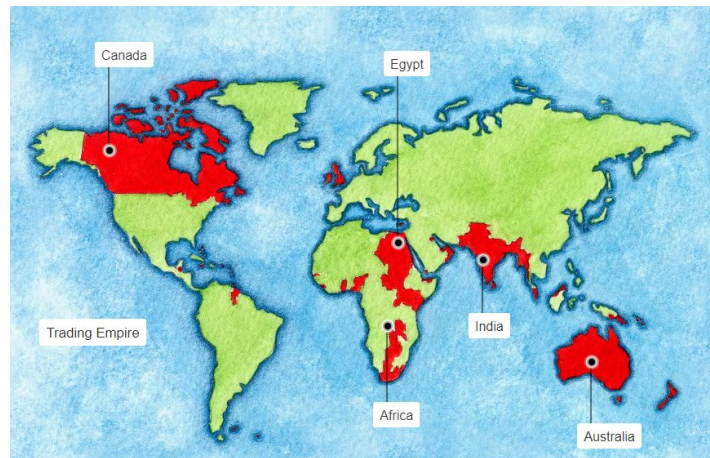 Canada
Egypt
Trading Empire
India
Africa
Australia